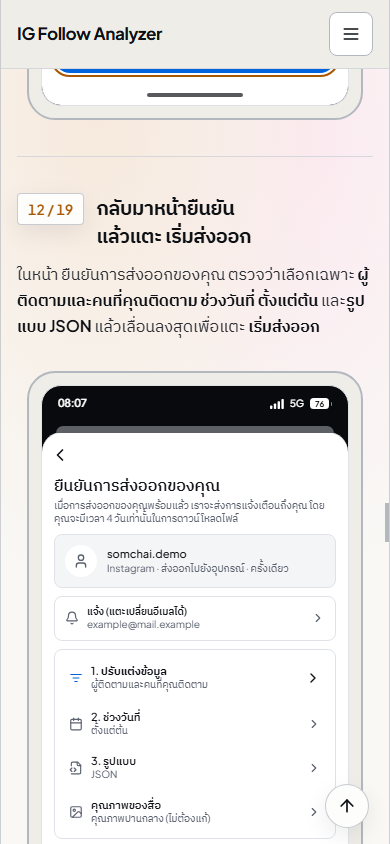 IG Follow Analyzer
12 / 19
กลับมาหน้ายืนยัน
แล้วแตะ เริ่มส่งออก
ในหน้า ยืนยันการส่งออกของคุณ ตรวจว่าเลือกเฉพาะ ผู้
ติดตามและคนที่คุณติดตาม ช่วงวันที่ ตั้งแต่ต้น และรูป
แบบ JSON แล้วเลื่อนลงสุดเพื่อแตะ เริ่มส่งออก
08:07
5G 76
ยืนยันการส่งออกของคุณ
เมื่อการส่งออกของคุณพร้อมแล้ว เราจะส่งการแจ้งเตือนถึงคุณ โดย
คุณจะมีเวลา 4 วันเท่านั้นในการดาวน์โหลดไฟล์
somchai.demo
Instagram · ส่งออกไปยังอุปกรณ์ · ครั้งเดียว
แจ้ง (แตะเปลี่ยนอีเมลได้)
example@mail.example
1. ปรับแต่งข้อมูล
ผู้ติดตามและคนที่คุณติดตาม
2. ช่วงวันที่
ตั้งแต่ต้น
3. รูปแบบ
JSON
คุณภาพของสื่อ
คุณภาพปานกลาง (ไม่ต้องแก้)